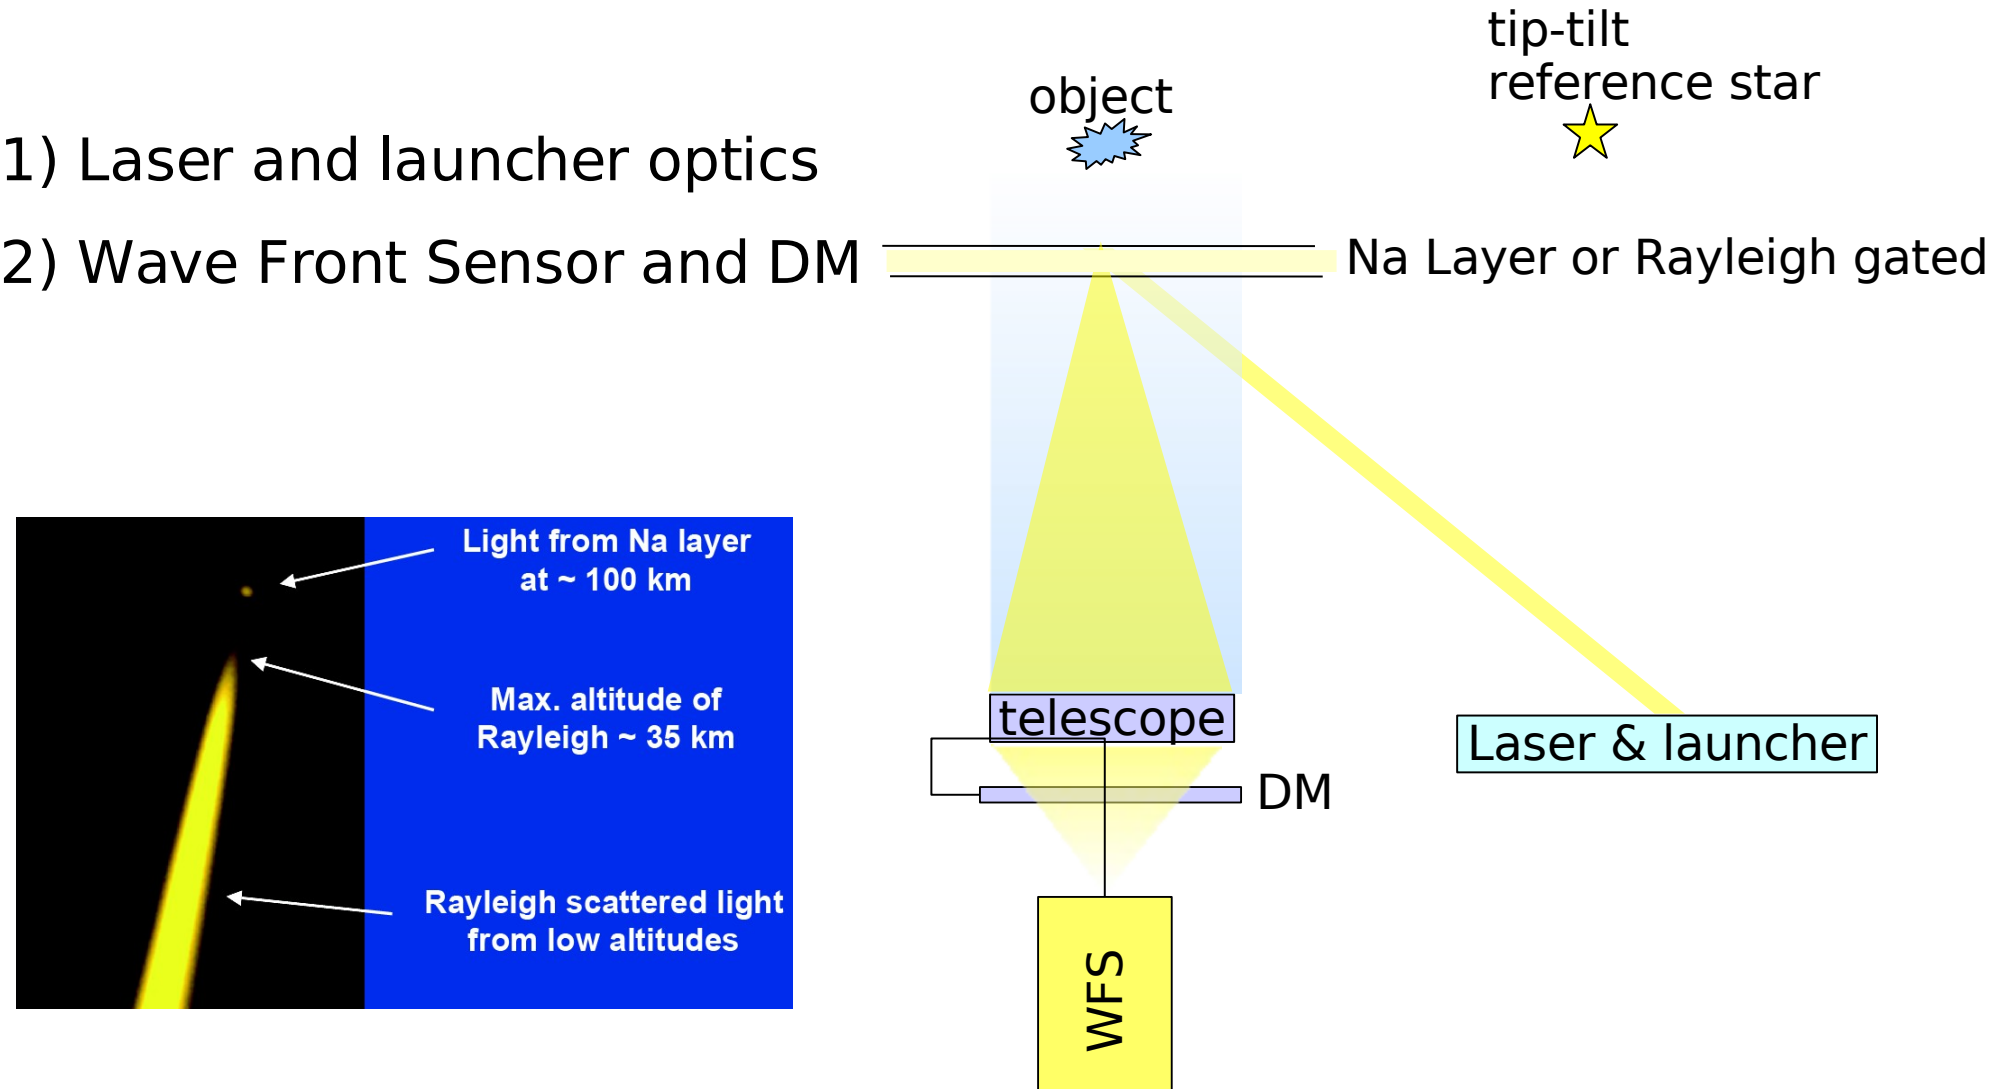 tip-tilt
reference star
object
1) Laser and launcher optics
2) Wave Front Sensor and DM
Na Layer or Rayleigh gated
Light from Na layer
at ~ 100 km
Max. altitude of
Rayleigh ~ 35 km
Rayleigh scattered light
from low altitudes
telescope
Laser & launcher
DM
WFS